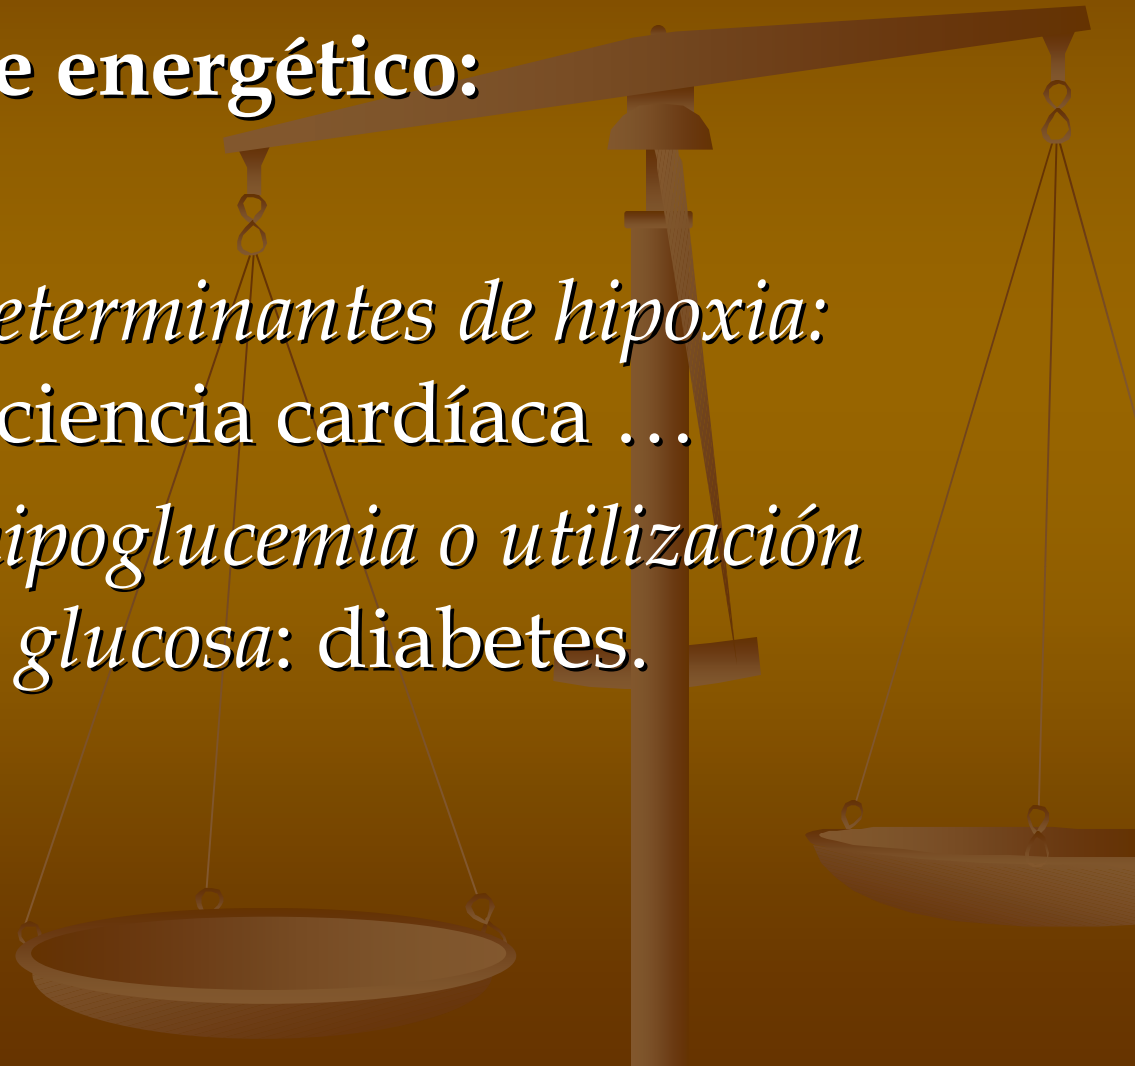 e energético:
eterminantes de hipoxia:
ciencia cardíaca …
ipoglucemia o utilización
glucosa: diabetes.